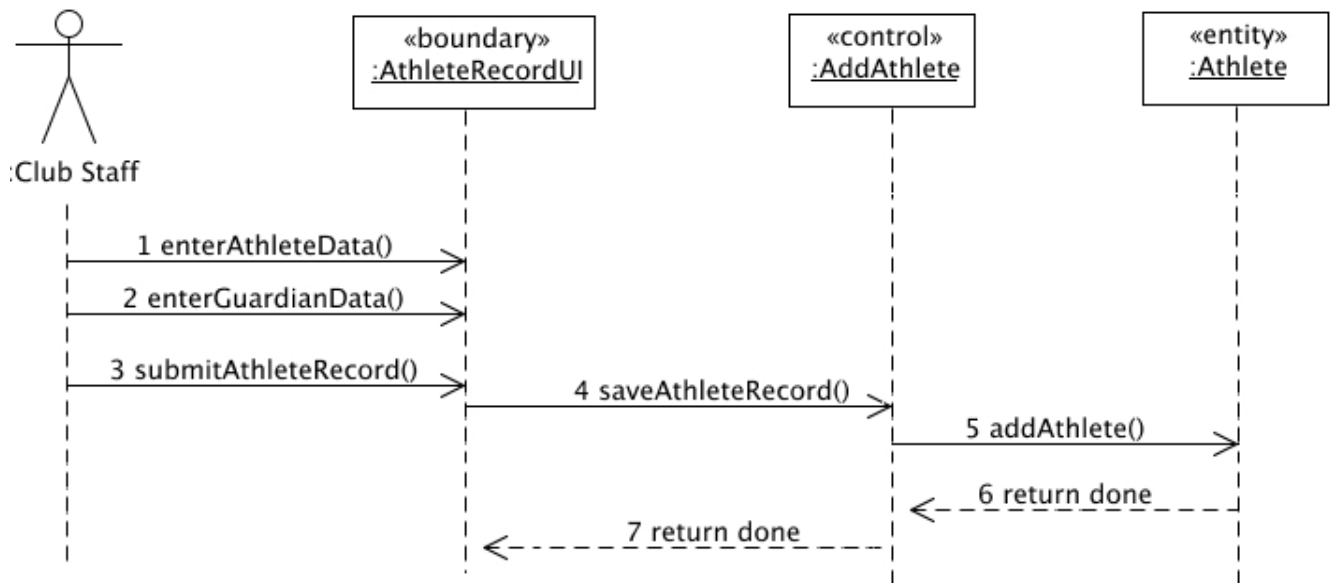 «boundary»
:AthleteRecordUI
«control»
:AddAthlete
«entity»
:Athlete
:Club Staff
1 enterAthleteData()
2 enterGuardianData()
3 submitAthleteRecord()
4 saveAthleteRecord()
5 addAthlete()
6 return done
7 return done